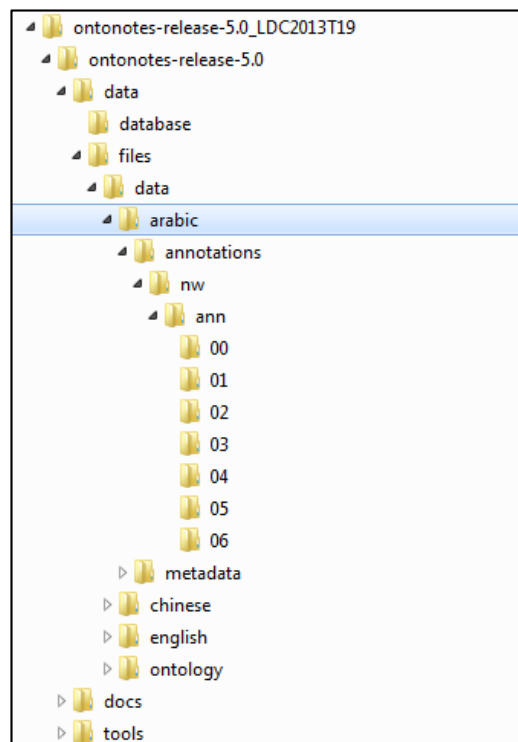 ontonotes-release-5.0_LDC2013T19
ontonotes-release-5.0
data
database
files
data
arabic
annotations
nw
ann
00
01
02
03
04
05
06
metadata
chinese
english
ontology
docs
tools